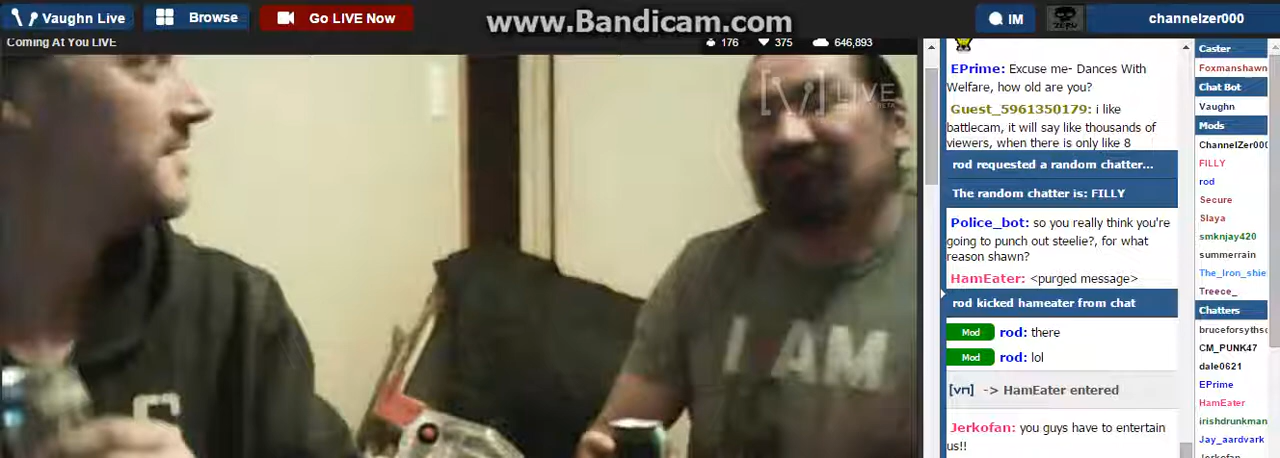 www.Bandicam.com
Vaughn Live
Browse
Go LIVE Now
IM
channelzer000
Coming At You LIVE
176
375
646,893
[V] LIVE
I AM
EPrime: Excuse me- Dances With
Welfare, how old are you?
Guest_5961350179: i like
battlecam, it will say like thousands of
viewers, when there is only like 8
rod requested a random chatter...
The random chatter is: FILLY
Police_bot: so you really think you're
going to punch out steelie?, for what
reason shawn?
HamEater: <purged message>
rod kicked hameater from chat
Mod rod: there
Mod rod: lol
-> HamEater entered
Jerkofan: you guys have to entertain
us!!
Caster
Foxmanshawn
Chat Bot
Vaughn
Mods
ChannelZer000
FILLY
rod
Secure
Slaya
smknjay420
summerrain
The_Iron_shie
Treece_
Chatters
bruceforsythsc
CM_PUNK47
dale0621
EPrime
HamEater
irishdrunkman
Jay_aardvark
Jerkofan